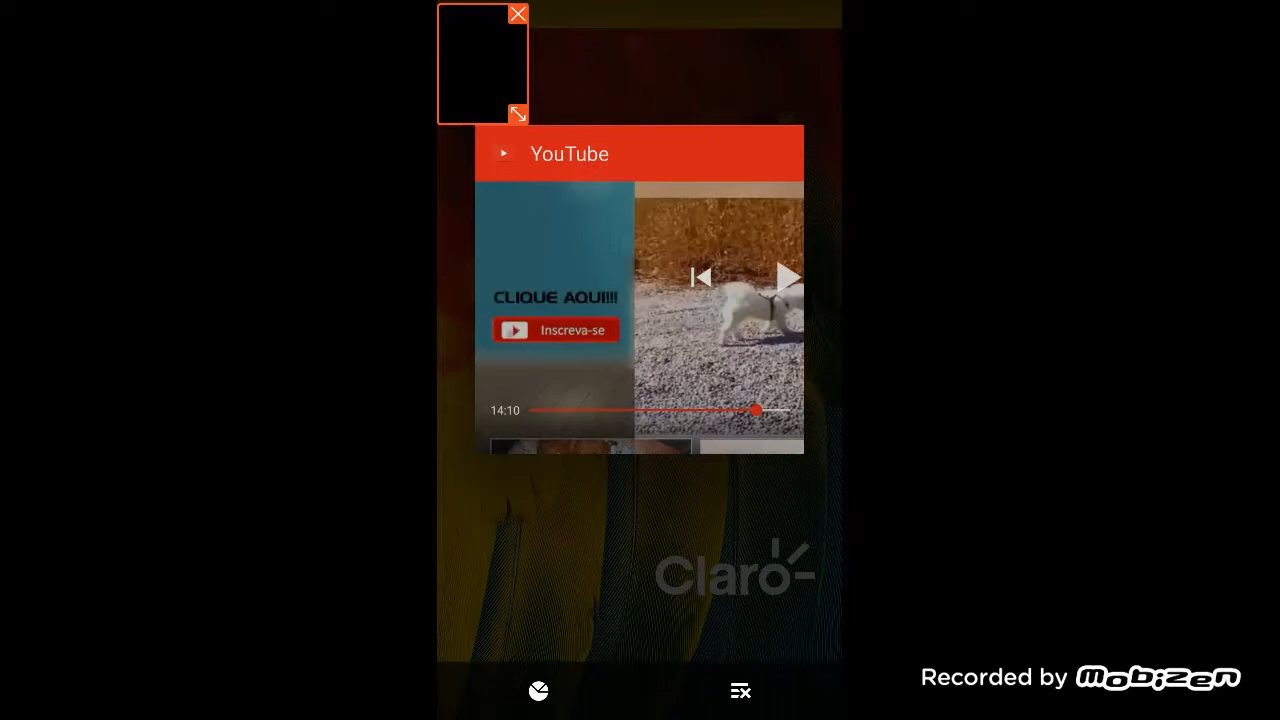 YouTube
CLIQUE AQUI!!!
Inscreva-se
14:10
Claro
Recorded by mobizen